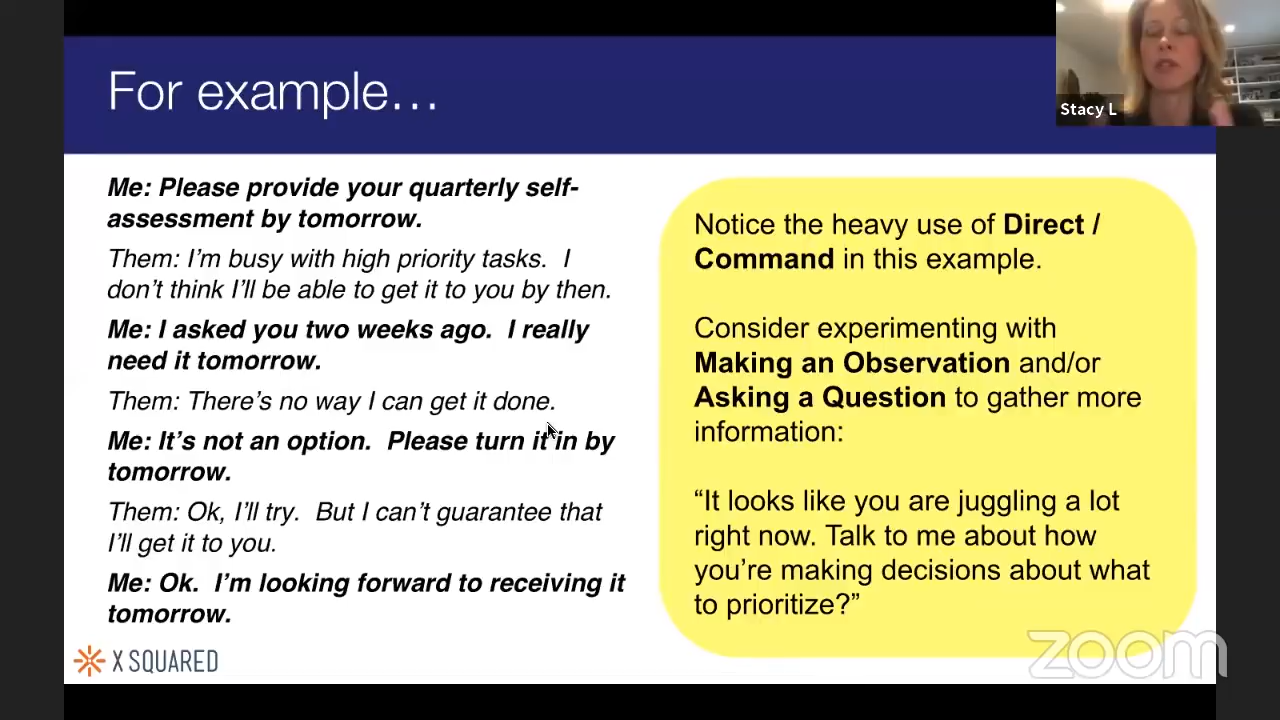 For example…
Stacy L
Me: Please provide your quarterly self-
assessment by tomorrow.
Them: I’m busy with high priority tasks.  I
don’t think I’ll be able to get it to you by then.
Me: I asked you two weeks ago.  I really
need it tomorrow.
Them: There’s no way I can get it done.
Me: It’s not an option.  Please turn it in by
tomorrow.
Them: Ok, I’ll try.  But I can’t guarantee that
I’ll get it to you.
Me: Ok.  I’m looking forward to receiving it
tomorrow.
Notice the heavy use of Direct /
Command in this example.
Consider experimenting with
Making an Observation and/or
Asking a Question to gather more
information:
“It looks like you are juggling a lot
right now. Talk to me about how
you’re making decisions about what
to prioritize?”
X SQUARED
zoom